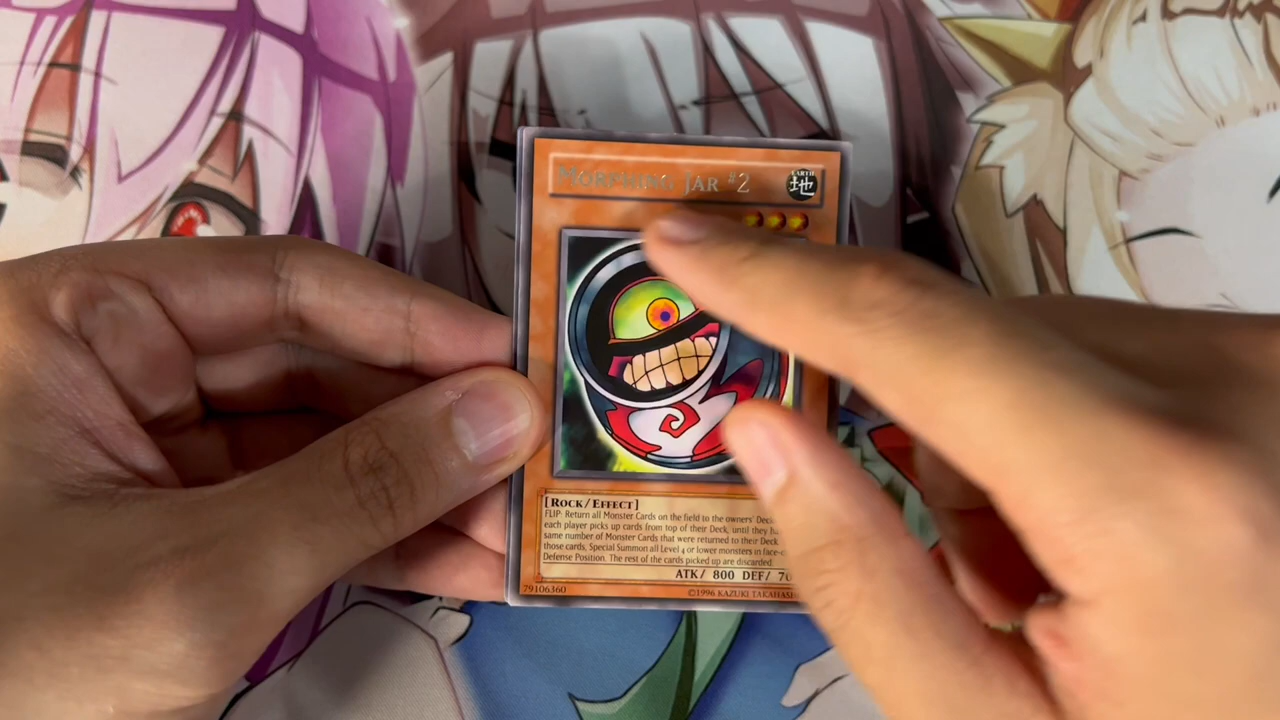 MORPHING JAR #2
EARTH
地
[ROCK/EFFECT]
FLIP: Return all Monster Cards on the field to the owners' Deck
each player picks up cards from top of their Deck, until they
same number of Monster Cards that were returned to their Deck
those cards, Special Summon all Level 4 or lower monsters in
Defense Position. The rest of the cards picked up are discarded.
ATK/ 800 DEF/ 70
79106360
©1996 KAZUKI TAKAHASHI